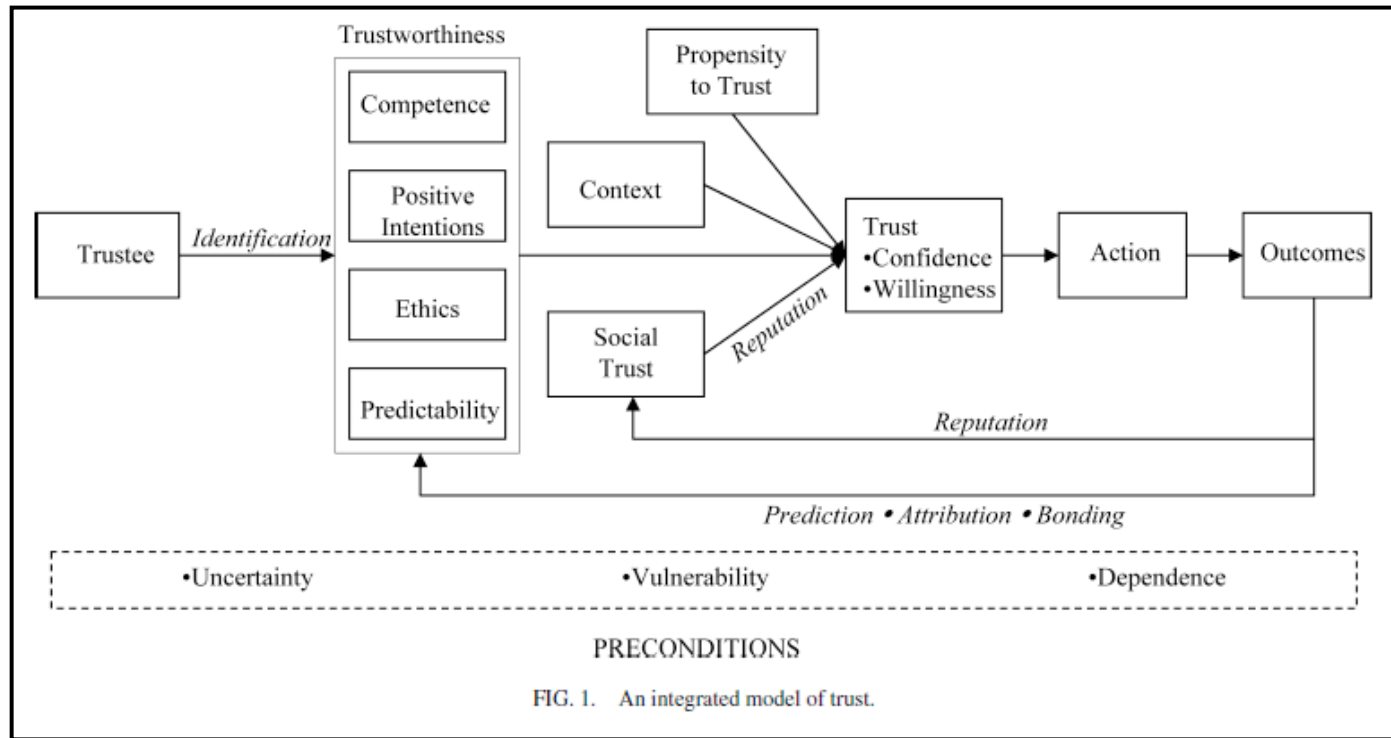 Trustworthiness
Competence
Positive
Intentions
Ethics
Predictability
Trustee
Identification
Propensity
to Trust
Context
Social
Trust
Reputation
Trust
•Confidence
•Willingness
Action
Outcomes
Reputation
Prediction • Attribution • Bonding
•Uncertainty
•Vulnerability
•Dependence
PRECONDITIONS
FIG. 1. An integrated model of trust.